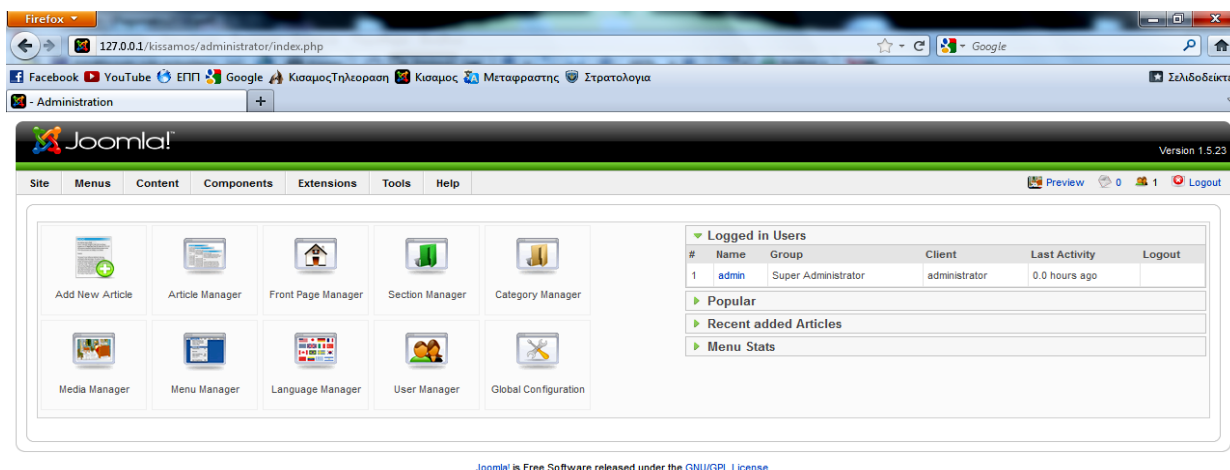 Firefox
127.0.0.1/kissamos/administrator/index.php
Google
Facebook YouTube ΕΠΠ Google ΚισαμοςΤηλεοραση Κισαμος Μεταφραστης Στρατολογια
Σελιδοδείκτε
- Administration
Joomla!
Version 1.5.23
Site Menus Content Components Extensions Tools Help
Preview 0 1 Logout
Logged in Users
# Name Group Client Last Activity Logout
1 admin Super Administrator administrator 0.0 hours ago
Add New Article Article Manager Front Page Manager Section Manager Category Manager
Popular
Recent added Articles
Menu Stats
Media Manager Menu Manager Language Manager User Manager Global Configuration
Joomla! is Free Software released under the GNU/GPL License.